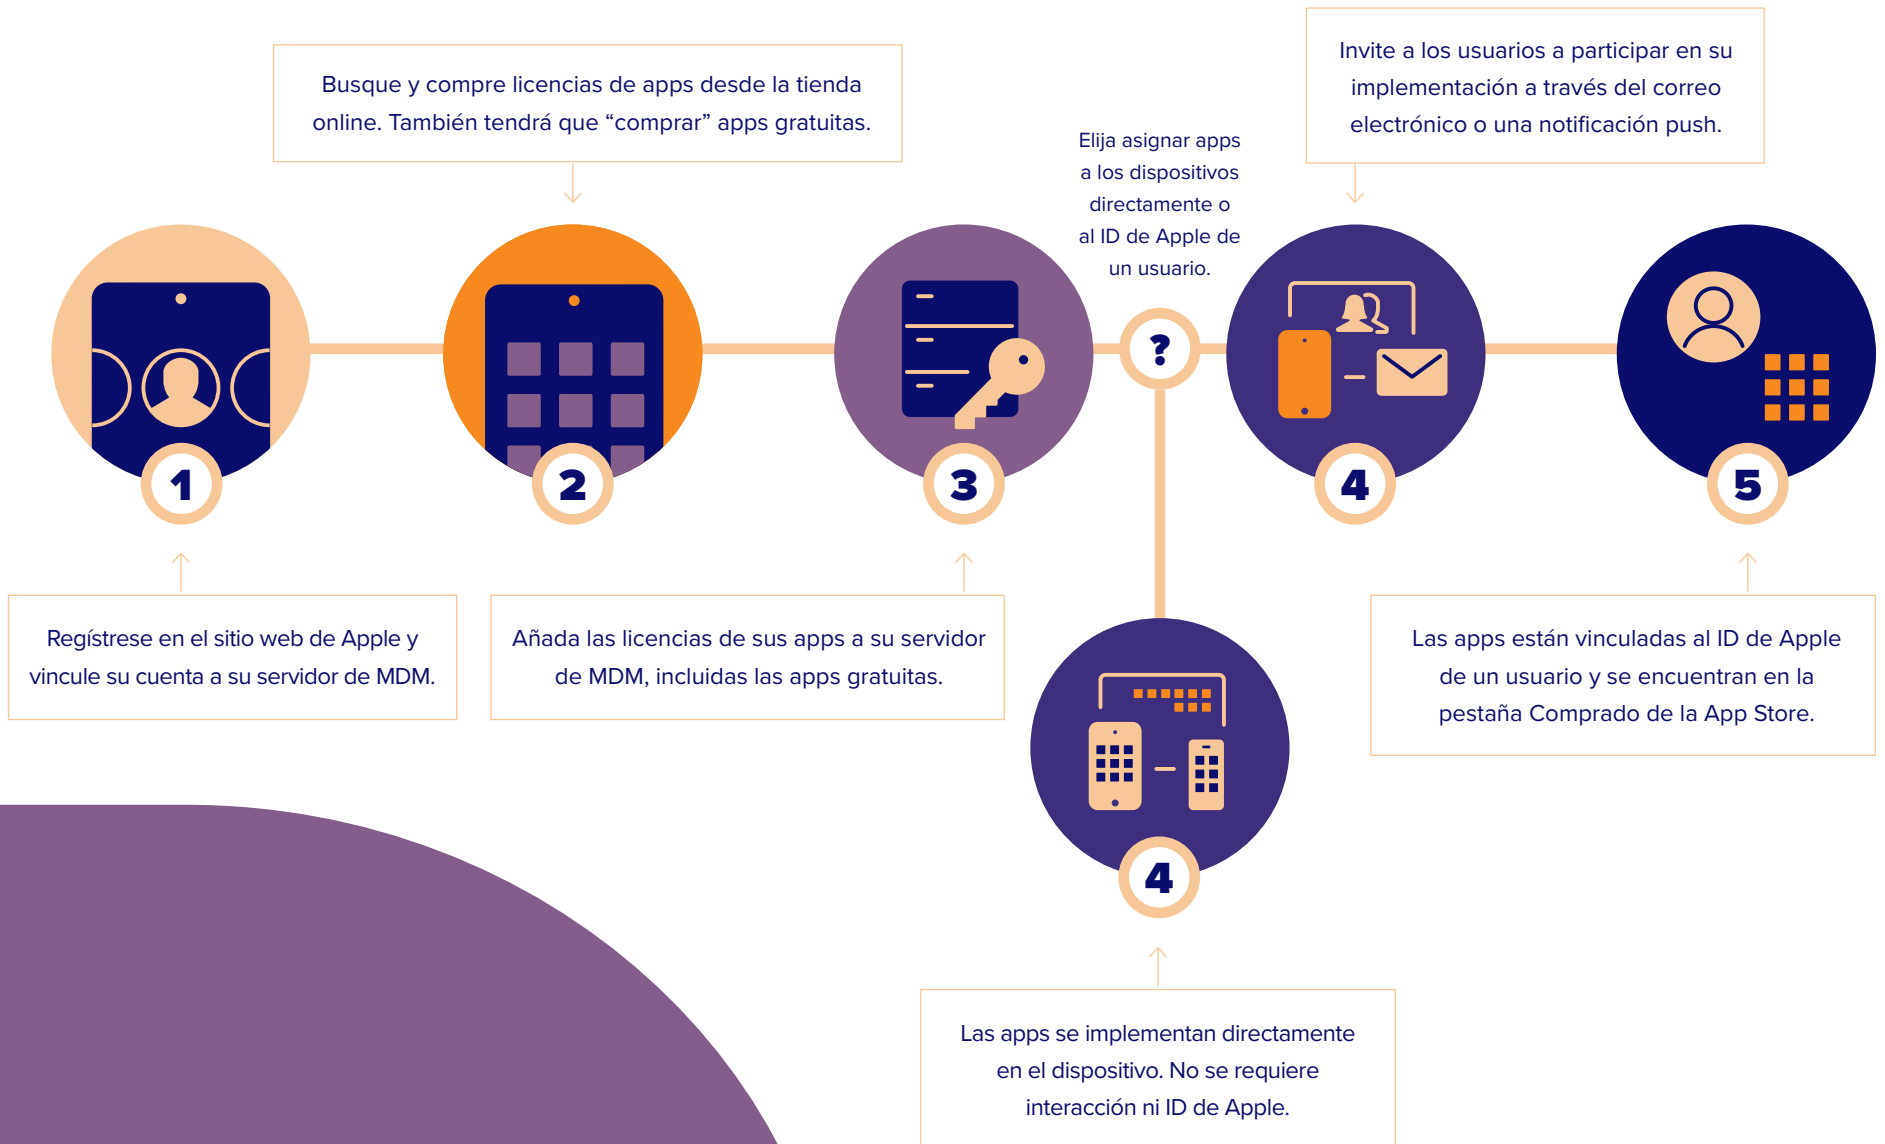 Busque y compre licencias de apps desde la tienda
online. También tendrá que “comprar” apps gratuitas.
Invite a los usuarios a participar en su
implementación a través del correo
electrónico o una notificación push.
Elija asignar apps
a los dispositivos
directamente o
al ID de Apple de
un usuario.
1
2
3
?
4
5
Regístrese en el sitio web de Apple y
vincule su cuenta a su servidor de MDM.
Añada las licencias de sus apps a su servidor
de MDM, incluidas las apps gratuitas.
Las apps están vinculadas al ID de Apple
de un usuario y se encuentran en la
pestaña Comprado de la App Store.
4
Las apps se implementan directamente
en el dispositivo. No se requiere
interacción ni ID de Apple.